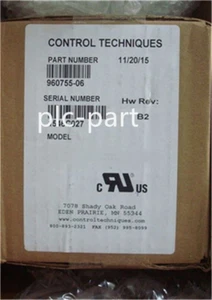 CONTROL TECHNIQUES
PART NUMBER 11/20/15
960755-06
SERIAL NUMBER Hw Rev:
plc-part
B2
MODEL
C US
7078 Shady Oak Road
EDEN PRAIRIE, MN 55344
www.controltechniques.com